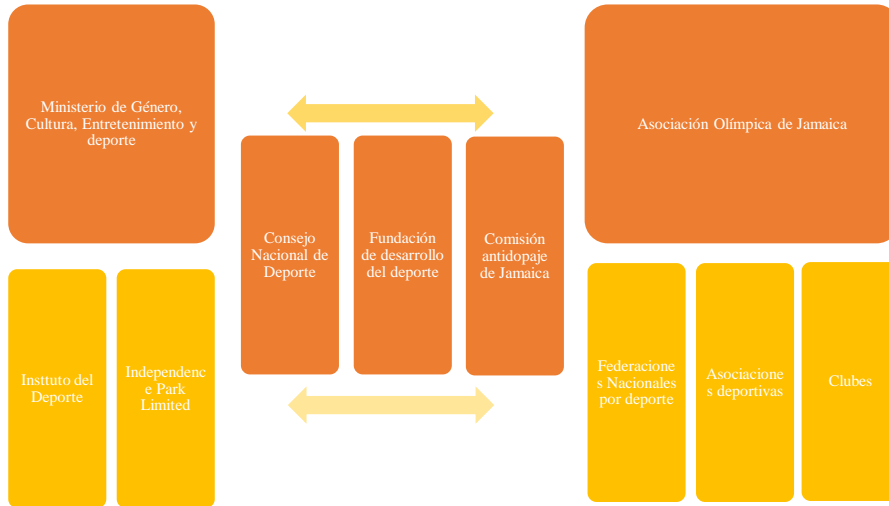 Ministerio de Género,
Cultura, Entretenimiento y
deporte
Asociación Olímpica de Jamaica
Consejo
Nacional de
Deporte
Fundación
de desarrollo
del deporte
Comisión
antidopaje
de Jamaica
Insttuto del
Deporte
Independenc
e Park
Limited
Federacione
s Nacionales
por deporte
Asociacione
s deportivas
Clubes